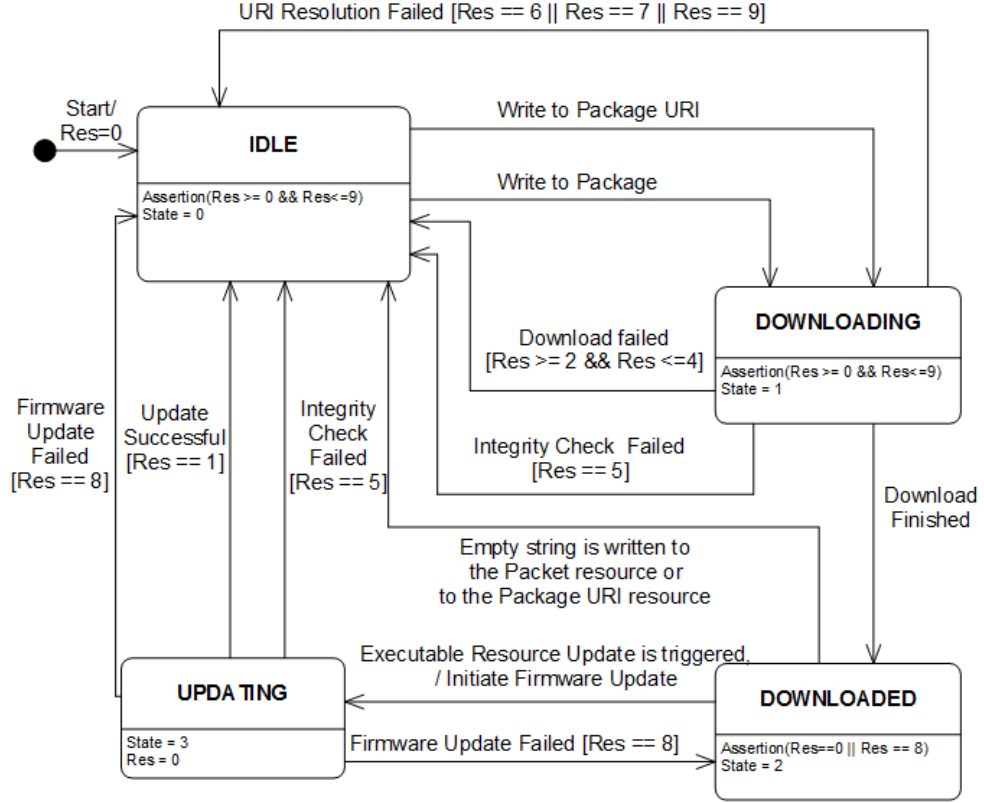 URI Resolution Failed [Res == 6 || Res == 7 || Res == 9]
Start/
Res=0
IDLE
Assertion(Res >= 0 && Res<=9)
State = 0
Write to Package URI
Write to Package
DOWNLOADING
Assertion(Res >= 0 && Res<=9)
State = 1
Download failed
[Res >= 2 && Res <=4]
Firmware
Update
Failed
[Res == 8]
Update
Successful
[Res == 1]
Integrity
Check
Failed
[Res == 5]
Integrity Check Failed
[Res == 5]
Download
Finished
Empty string is written to
the Packet resource or
to the Package URI resource
Executable Resource Update is triggered,
/ Initiate Firmware Update
UPDATING
State = 3
Res = 0
Firmware Update Failed [Res == 8]
DOWNLOADED
Assertion(Res==0 || Res == 8)
State = 2